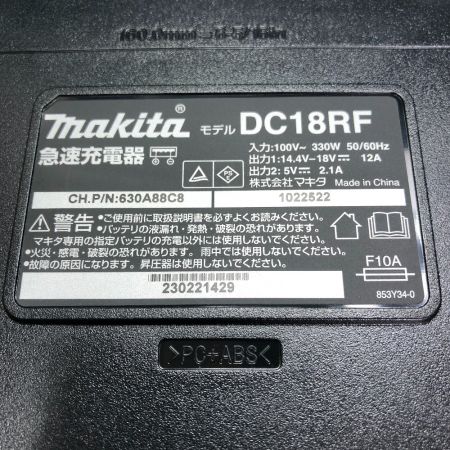 makita® モデル DC18RF
急速充電器
入力:100V~ 330W 50/60Hz
出力1:14.4V-18V⎓ 12A
出力2:5V⎓ 2.1A
株式会社マキタ Made in China
CH.P/N:630A88C8 1022522
警告 •ご使用前に取扱説明書を必ずよくお読みください。
•バッテリの液漏れ・発熱・破裂の恐れがあります。
マキタ専用の指定バッテリの充電以外には使用しないでください。
•火災・感電・破裂の恐れあり。雨中では使用しないでください。
•故障の原因になります。昇圧器は使用しないでください。
F10A
853Y34-0
230221429
>PC+ABS<